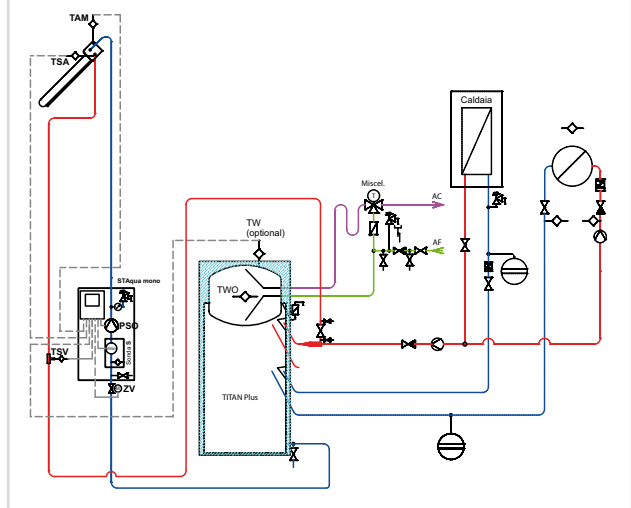 TAM
TSA
Caldaia
Miscel.
T
AC
TW
(optional)
AF
STAqua mono
TWO
PSO
Sonda S
TSV
ZV
TITAN Plus